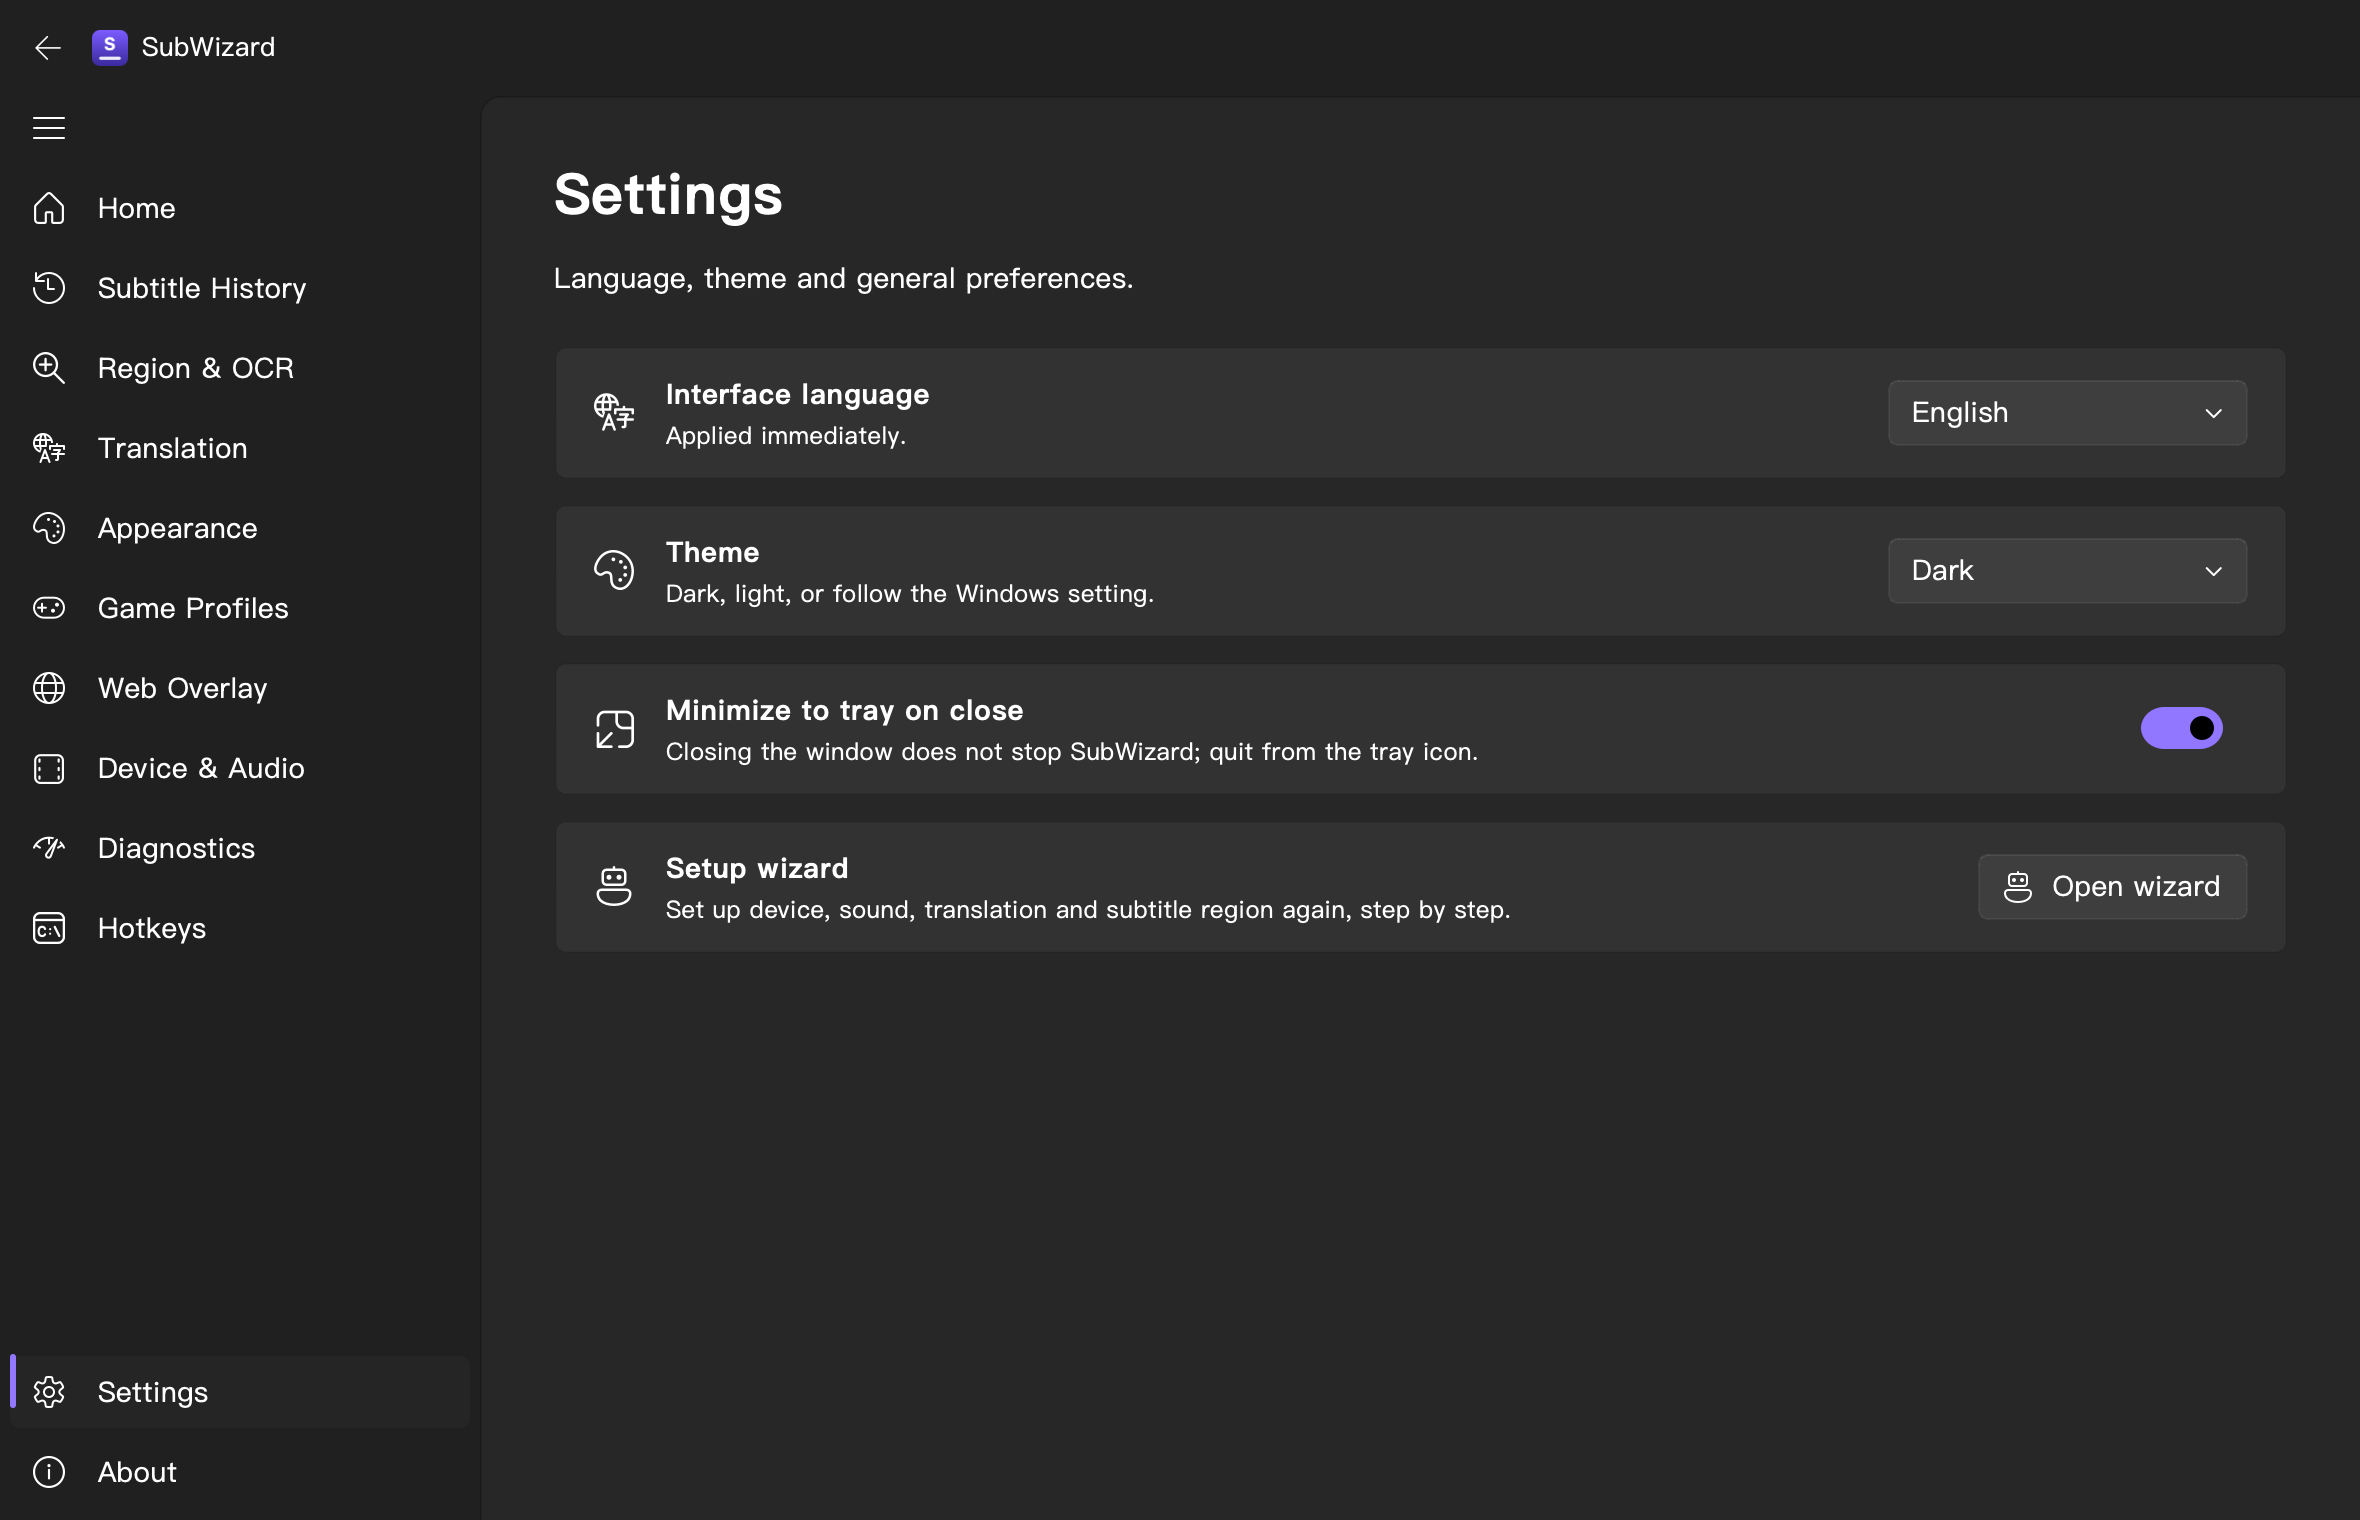 SubWizard
Home
Subtitle History
Region & OCR
Translation
Appearance
Game Profiles
Web Overlay
Device & Audio
Diagnostics
Hotkeys
Settings
About
Settings
Language, theme and general preferences.
Interface language
Applied immediately.
English
Theme
Dark, light, or follow the Windows setting.
Dark
Minimize to tray on close
Closing the window does not stop SubWizard; quit from the tray icon.
Setup wizard
Set up device, sound, translation and subtitle region again, step by step.
Open wizard